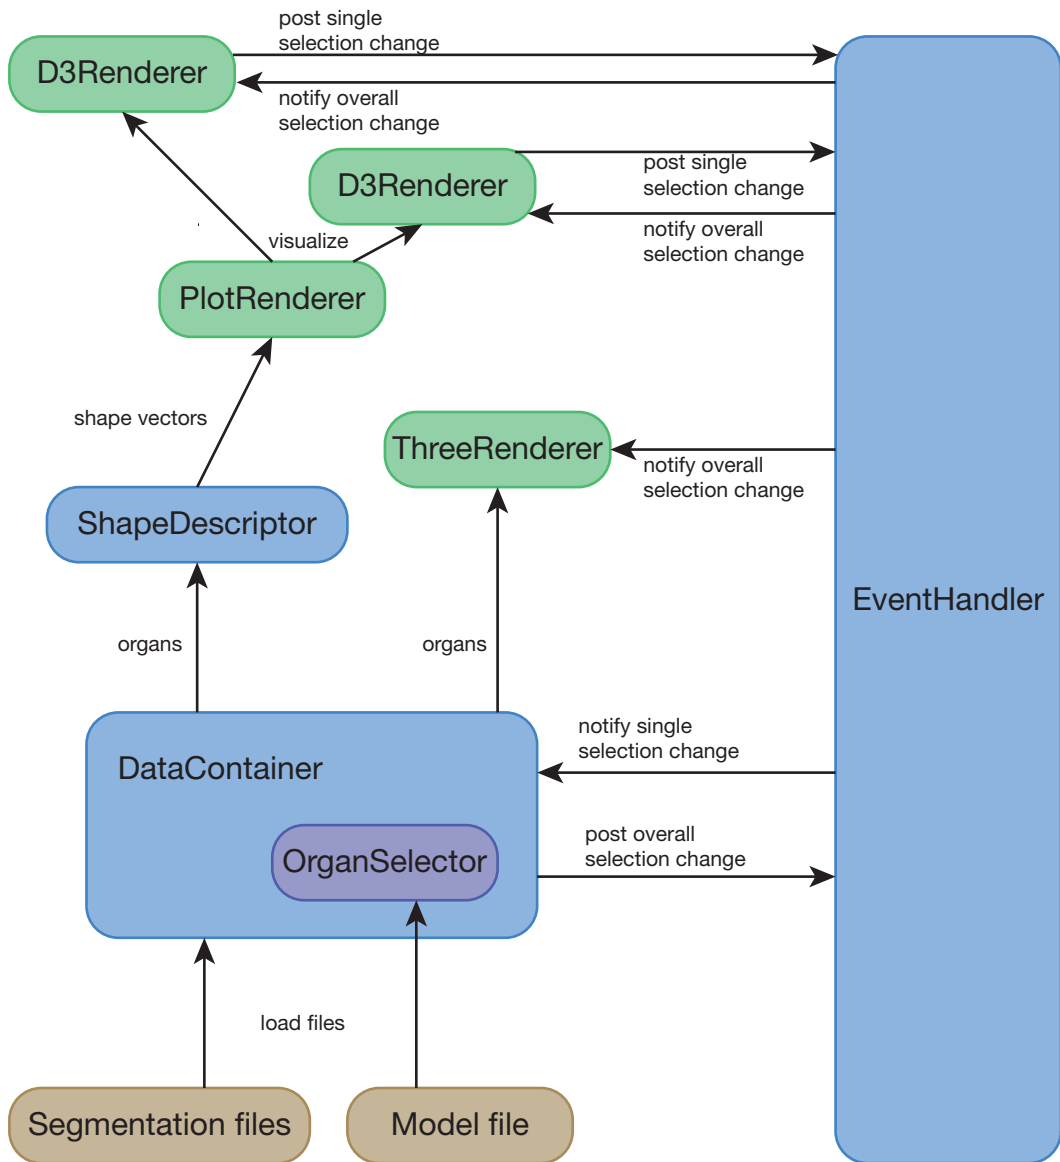 post single
selection change
D3Renderer
notify overall
selection change
D3Renderer
post single
selection change
visualize
notify overall
selection change
PlotRenderer
shape vectors
ThreeRenderer
notify overall
selection change
ShapeDescriptor
EventHandler
organs
organs
notify single
selection change
DataContainer
post overall
selection change
OrganSelector
load files
Segmentation files
Model file